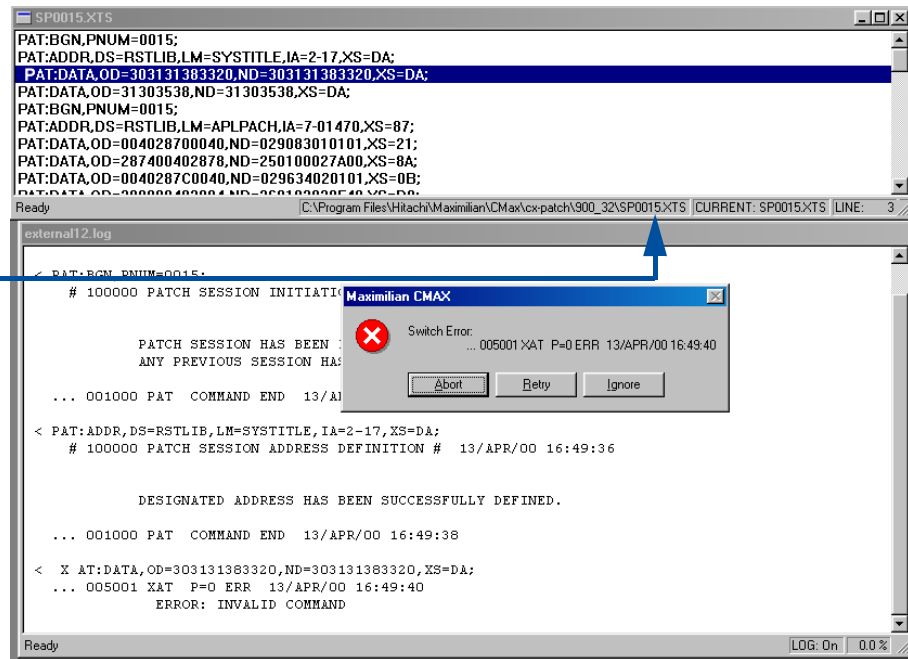 SP0015.XTS
PAT:BGN,PNUM=0015;
PAT:ADDR,DS=RSTLIB,LM=SYSTITLE,IA=2-17,XS=DA;
PAT:DATA,OD=303131383320,ND=303131383320,XS=DA;
PAT:DATA,OD=31303538,ND=31303538,XS=DA;
PAT:BGN,PNUM=0015;
PAT:ADDR,DS=RSTLIB,LM=APLPACH,IA=7-01470,XS=87;
PAT:DATA,OD=004028700040,ND=029083010101,XS=21;
PAT:DATA,OD=287400402878,ND=250100027A00,XS=8A;
PAT:DATA,OD=0040287C0040,ND=029634020101,XS=0B;
Ready C:\Program Files\Hitachi\Maximilian\CMax\cx-patch\900_32\SP0015.XTS CURRENT: SP0015.XTS LINE: 3
external12.log
< PAT:BGN,PNUM=0015;
# 100000 PATCH SESSION INITIATI
Maximilian CMAX
Switch Error:
... 005001 XAT P=0 ERR 13/APR/00 16:49:40
Abort Retry Ignore
PATCH SESSION HAS BEEN
ANY PREVIOUS SESSION HA
... 001000 PAT COMMAND END 13/A
< PAT:ADDR,DS=RSTLIB,LM=SYSTITLE,IA=2-17,XS=DA;
# 100000 PATCH SESSION ADDRESS DEFINITION # 13/APR/00 16:49:36
DESIGNATED ADDRESS HAS BEEN SUCCESSFULLY DEFINED.
... 001000 PAT COMMAND END 13/APR/00 16:49:38
< X AT:DATA,OD=303131383320,ND=303131383320,XS=DA;
... 005001 XAT P=0 ERR 13/APR/00 16:49:40
ERROR: INVALID COMMAND
Ready LOG: On 0.0 %